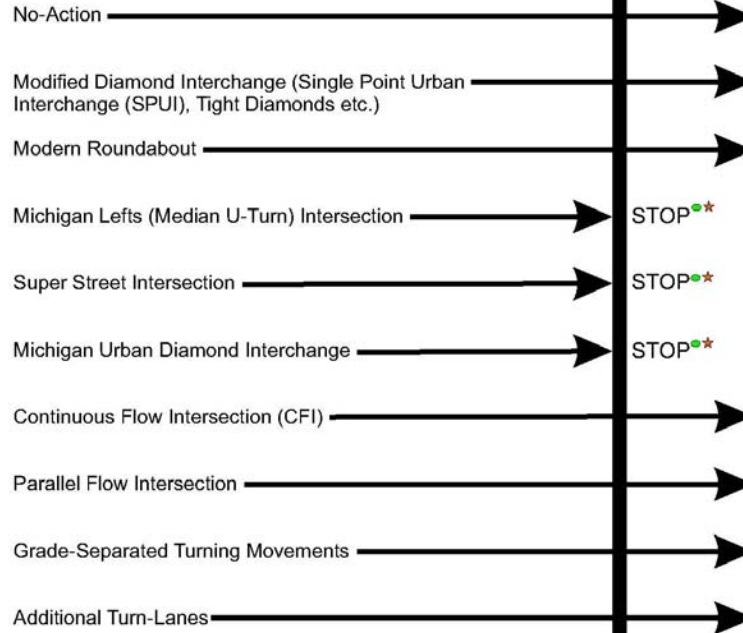 No-Action
Modified Diamond Interchange (Single Point Urban
Interchange (SPUI), Tight Diamonds etc.)
Modern Roundabout
Michigan Lefts (Median U-Turn) Intersection
STOP
Super Street Intersection
STOP
Michigan Urban Diamond Interchange
STOP
Continuous Flow Intersection (CFI)
Parallel Flow Intersection
Grade-Separated Turning Movements
Additional Turn-Lanes